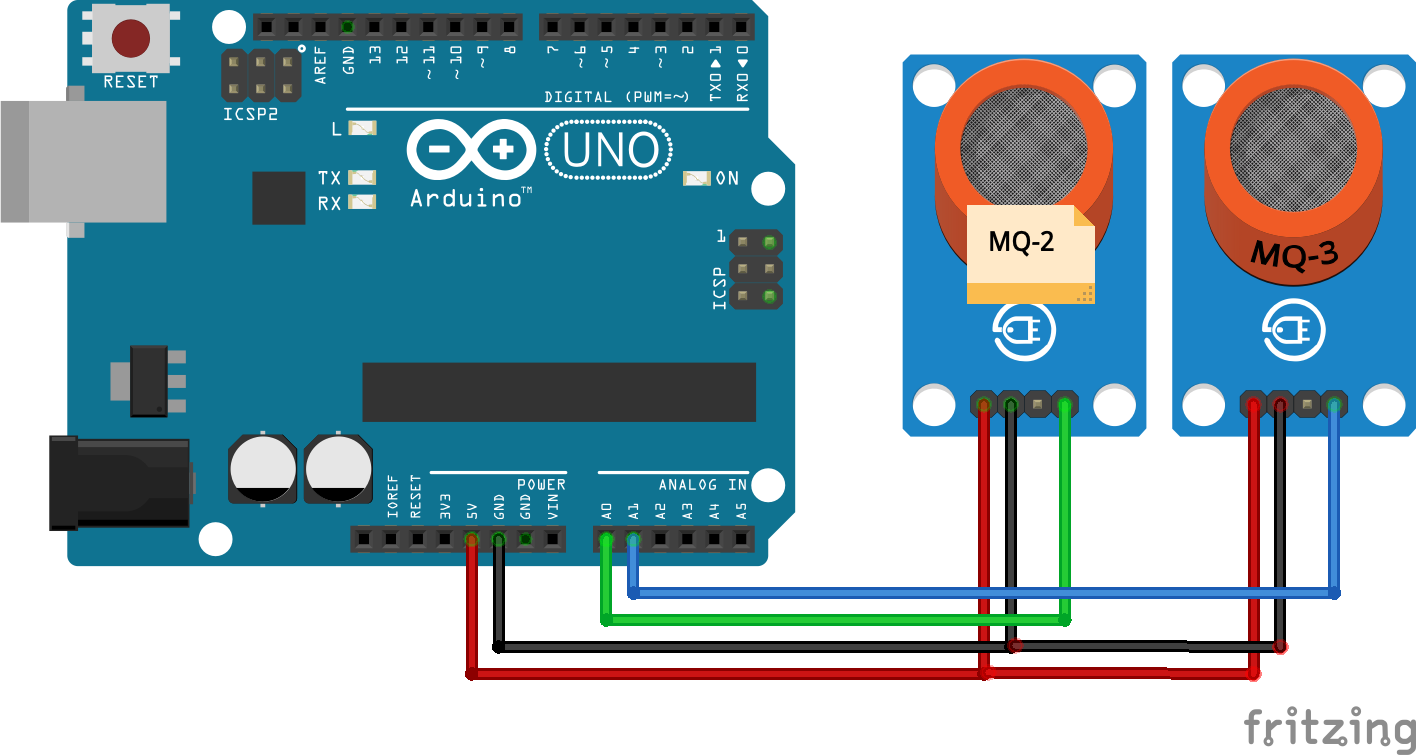 RESET
ICSP2
AREF
GND
13
12
~11
~10
~9
8
7
~6
~5
4
~3
2
TX0▶1
RX0◀0
DIGITAL (PWM=~)
L
TX
RX
UNO
Arduino™
ON
1
ICSP
MQ-2
MQ-3
IOREF
RESET
3V3
5V
GND
GND
VIN
POWER
ANALOG IN
A0
A1
A2
A3
A4
A5
fritzing